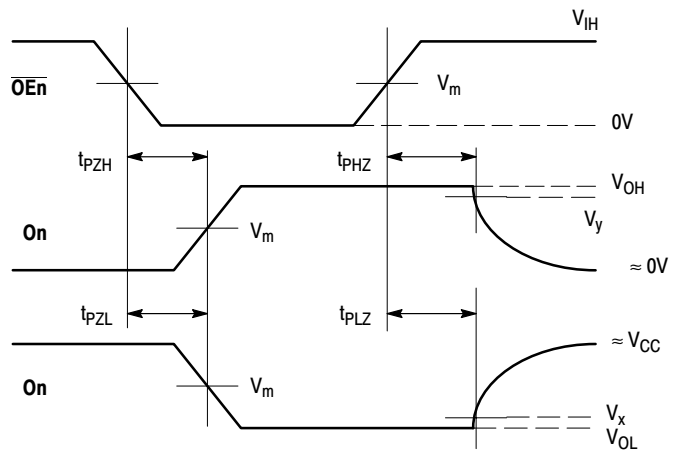 V_IH
OEn
V_m
0V
t_PZH
t_PHZ
V_OH
On
V_m
V_y
≈ 0V
t_PZL
t_PLZ
≈ V_CC
On
V_m
V_x
V_OL